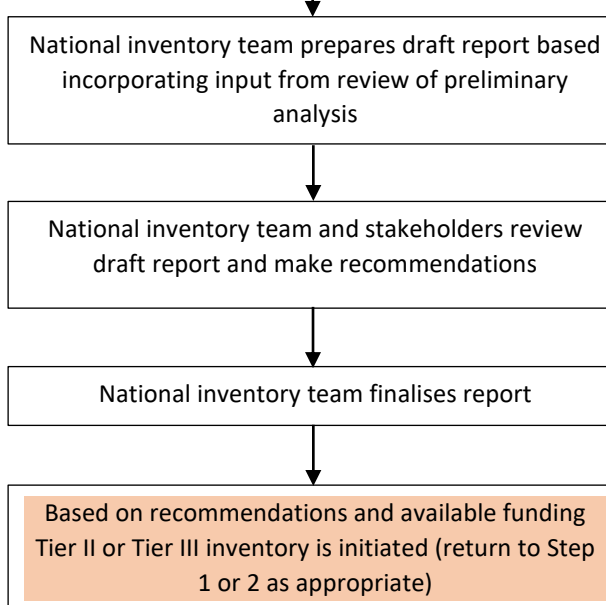 National inventory team prepares draft report based
incorporating input from review of preliminary
analysis
National inventory team and stakeholders review
draft report and make recommendations
National inventory team finalises report
Based on recommendations and available funding
Tier II or Tier III inventory is initiated (return to Step
1 or 2 as appropriate)